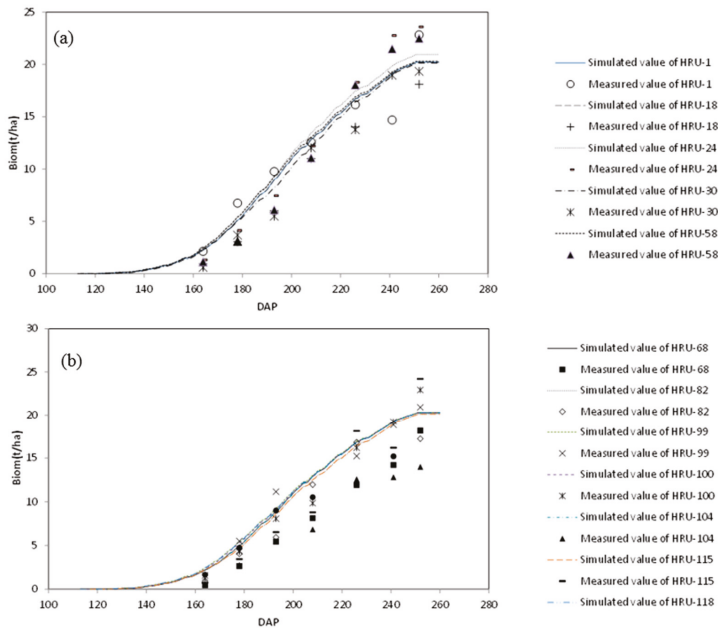 (a)
25
20
15
10
5
0
Biom(t/ha)
100 120 140 160 180 200 220 240 260 280
DAP
Simulated value of HRU-1
Measured value of HRU-1
Simulated value of HRU-18
Measured value of HRU-18
Simulated value of HRU-24
Measured value of HRU-24
Simulated value of HRU-30
Measured value of HRU-30
Simulated value of HRU-58
Measured value of HRU-58
(b)
30
25
20
15
10
5
0
Biom(t/ha)
100 120 140 160 180 200 220 240 260 280
DAP
Simulated value of HRU-68
Measured value of HRU-68
Simulated value of HRU-82
Measured value of HRU-82
Simulated value of HRU-99
Measured value of HRU-99
Simulated value of HRU-100
Measured value of HRU-100
Simulated value of HRU-104
Measured value of HRU-104
Simulated value of HRU-115
Measured value of HRU-115
Simulated value of HRU-118